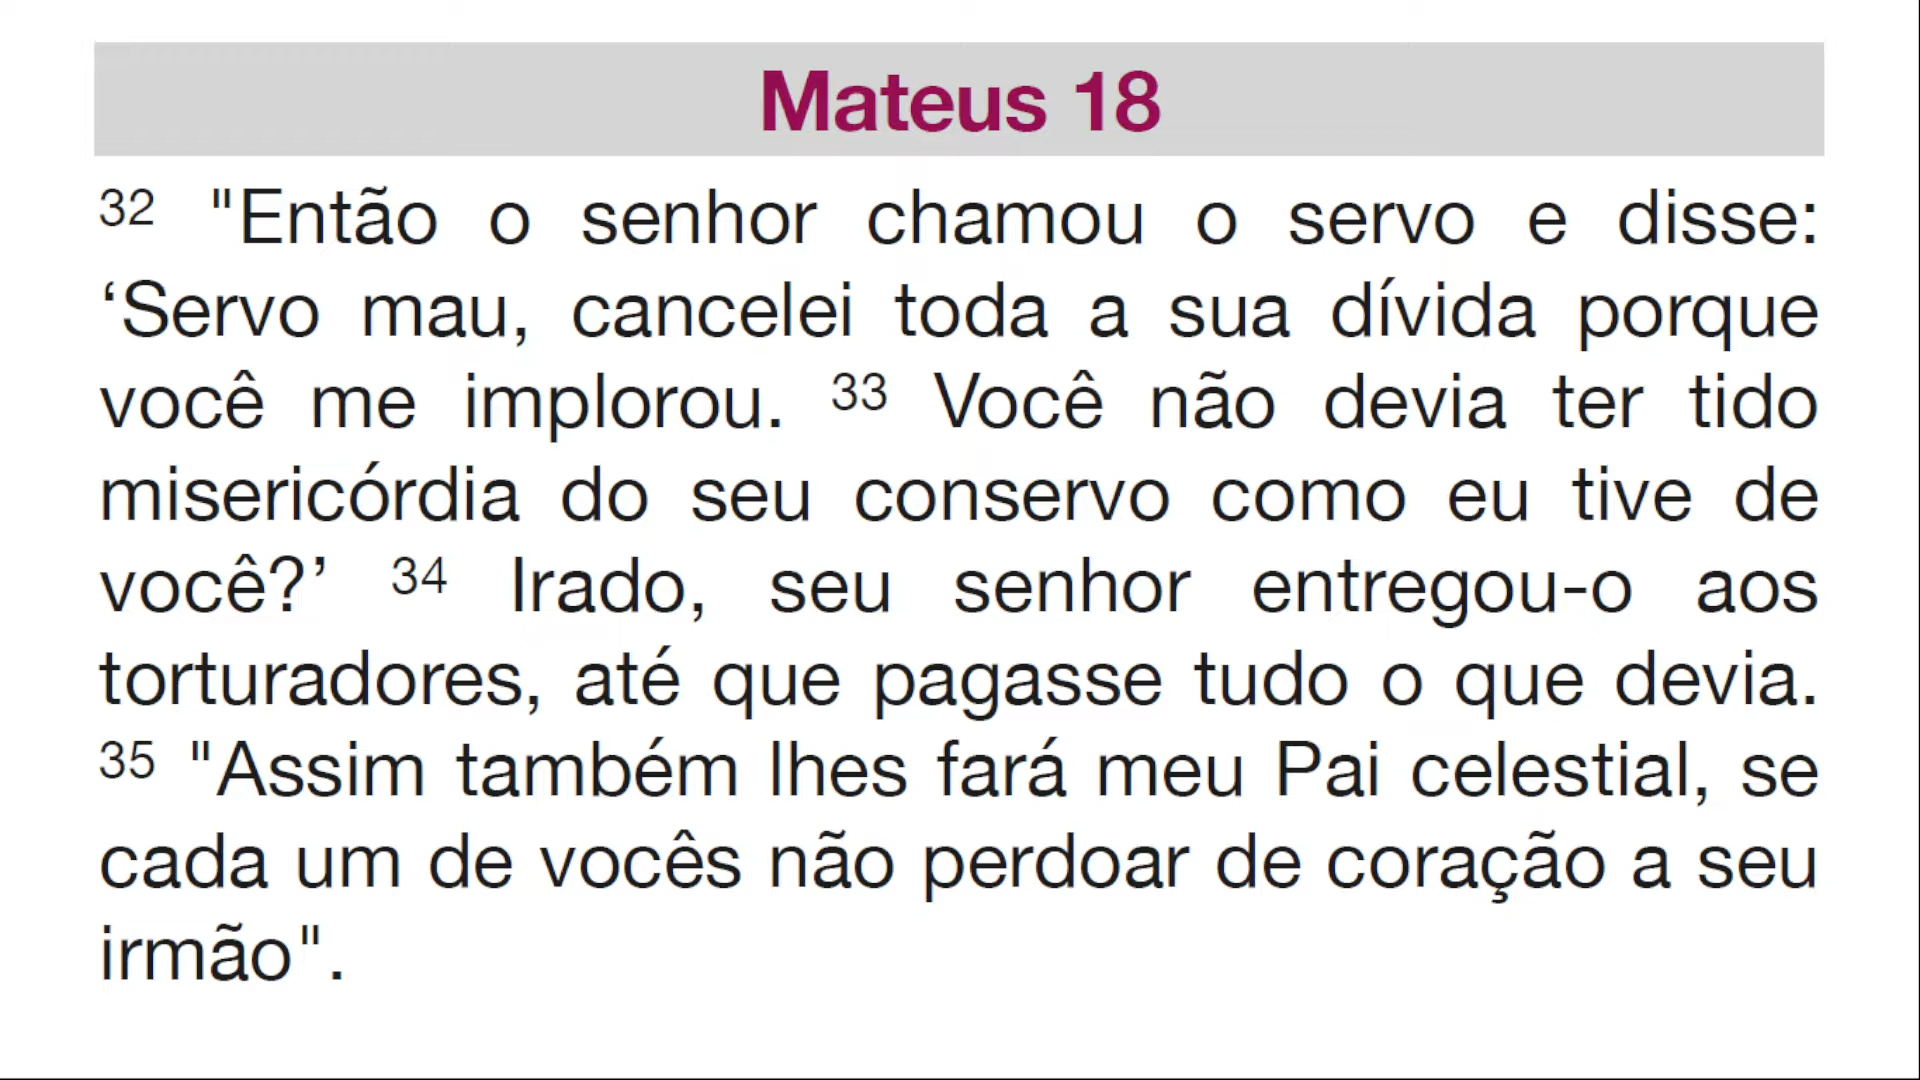 Mateus 18
32 "Então o senhor chamou o servo e disse:
‘Servo mau, cancelei toda a sua dívida porque
você me implorou. 33 Você não devia ter tido
misericórdia do seu conservo como eu tive de
você?’ 34 Irado, seu senhor entregou-o aos
torturadores, até que pagasse tudo o que devia.
35 "Assim também lhes fará meu Pai celestial, se
cada um de vocês não perdoar de coração a seu
irmão".